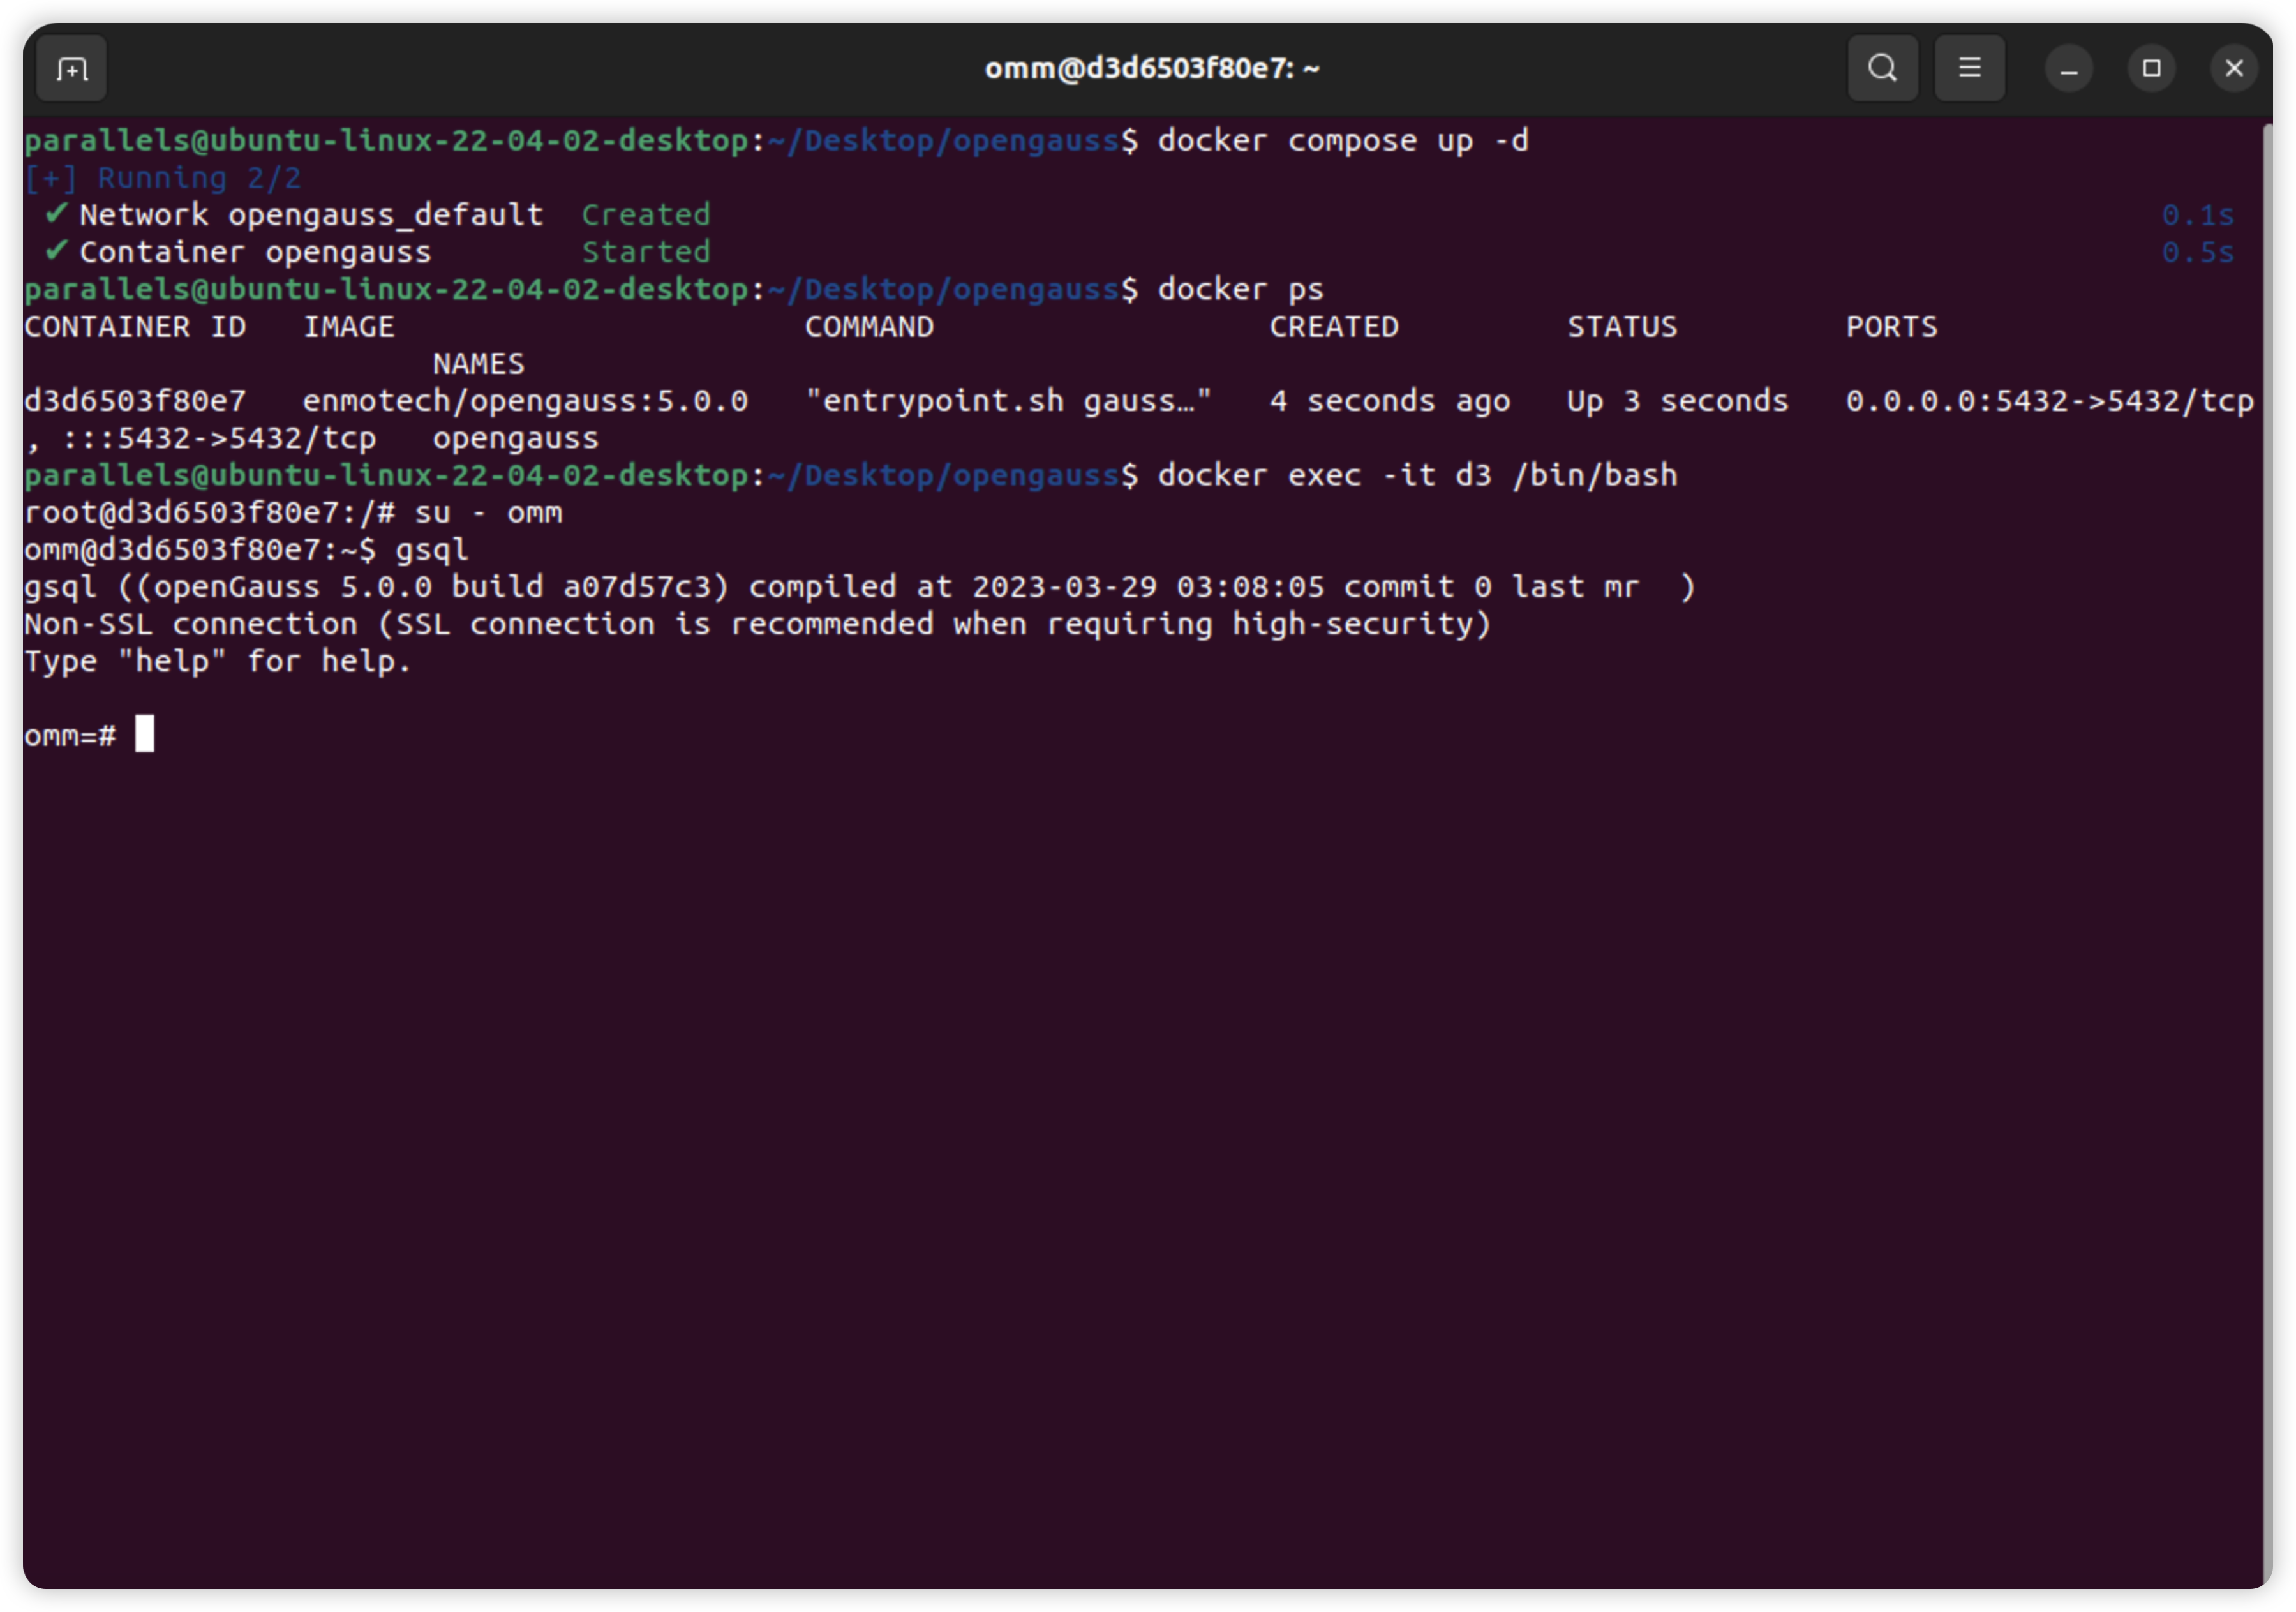 omm@d3d6503f80e7: ~
parallels@ubuntu-linux-22-04-02-desktop:~/Desktop/opengauss$ docker compose up -d
[+] Running 2/2
✔ Network opengauss_default  Created 0.1s
✔ Container opengauss        Started 0.5s
parallels@ubuntu-linux-22-04-02-desktop:~/Desktop/opengauss$ docker ps
CONTAINER ID   IMAGE                      COMMAND                  CREATED         STATUS         PORTS
NAMES
d3d6503f80e7   enmotech/opengauss:5.0.0   "entrypoint.sh gauss…"   4 seconds ago   Up 3 seconds   0.0.0.0:5432->5432/tcp
, :::5432->5432/tcp   opengauss
parallels@ubuntu-linux-22-04-02-desktop:~/Desktop/opengauss$ docker exec -it d3 /bin/bash
root@d3d6503f80e7:/# su - omm
omm@d3d6503f80e7:~$ gsql
gsql ((openGauss 5.0.0 build a07d57c3) compiled at 2023-03-29 03:08:05 commit 0 last mr  )
Non-SSL connection (SSL connection is recommended when requiring high-security)
Type "help" for help.
omm=#